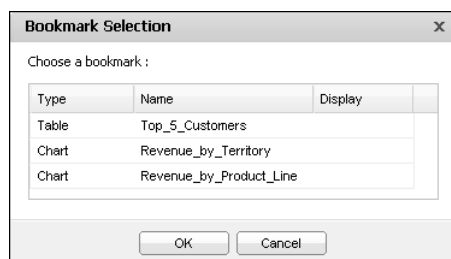 Bookmark Selection x
Choose a bookmark :
Type Name Display
Table Top_5_Customers
Chart Revenue_by_Territory
Chart Revenue_by_Product_Line
OK Cancel